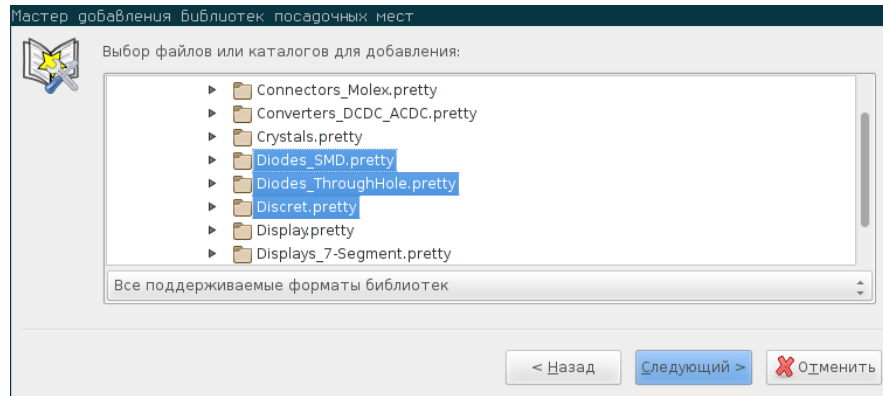 Мастер добавления библиотек посадочных мест
Выбор файлов или каталогов для добавления:
Connectors_Molex.pretty
Converters_DCDC_ACDC.pretty
Crystals.pretty
Diodes_SMD.pretty
Diodes_ThroughHole.pretty
Discret.pretty
Display.pretty
Displays_7-Segment.pretty
Все поддерживаемые форматы библиотек
< Назад Следующий > Отменить